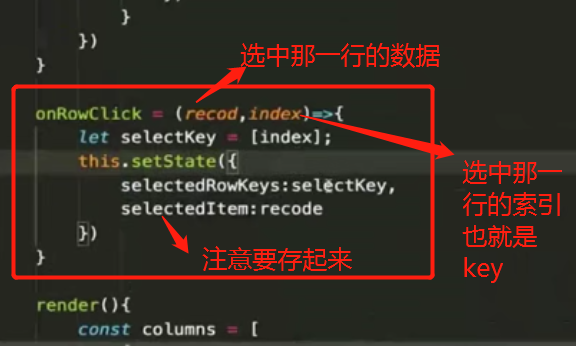 }
})
}
选中那一行的数据
onRowClick = (recod,index)=>{
let selectKey = [index];
this.setState({
selectedRowKeys:selectKey,
selectedItem:recode
})
}
选中那一
行的索引
也就是
key
注意要存起来
render(){
const columns = [